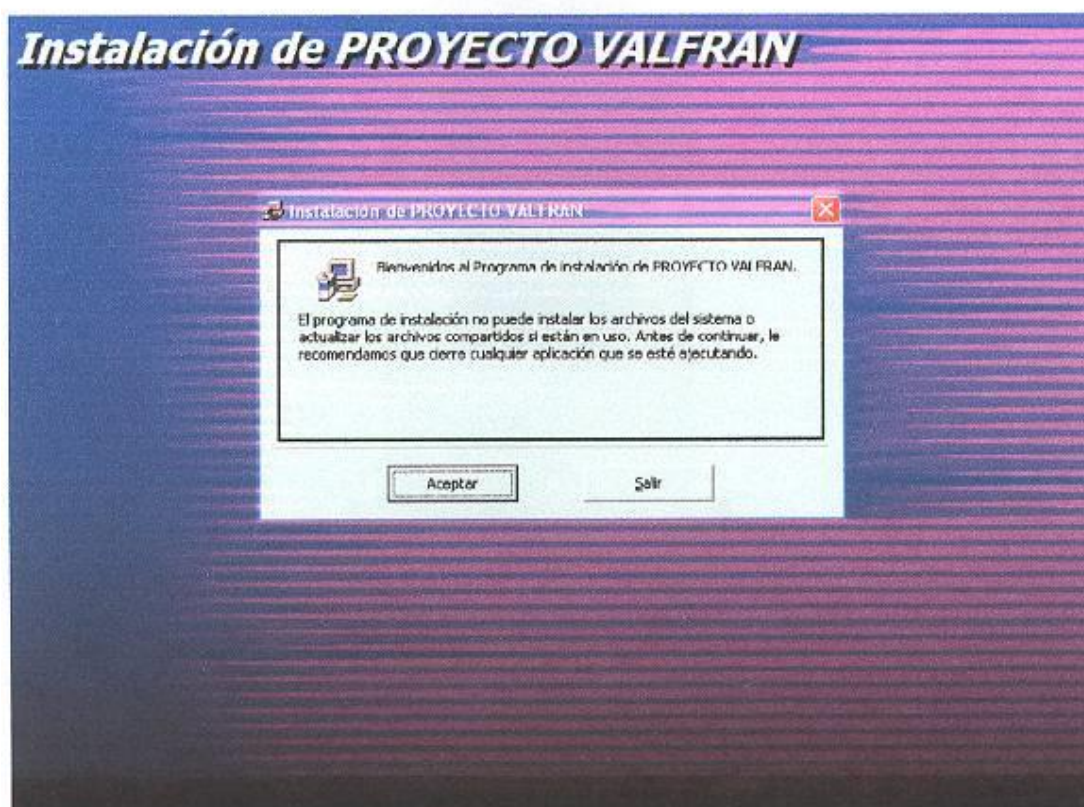 Instalación de PROYECTO VALFRAN
Instalación de PROYECTO VALFRAN
Bienvenidos al Programa de instalación de PROYECTO VALFRAN.
El programa de instalación no puede instalar los archivos del sistema o
actualizar los archivos compartidos si están en uso. Antes de continuar, le
recomendamos que cierre cualquier aplicación que se esté ejecutando.
Aceptar
Salir